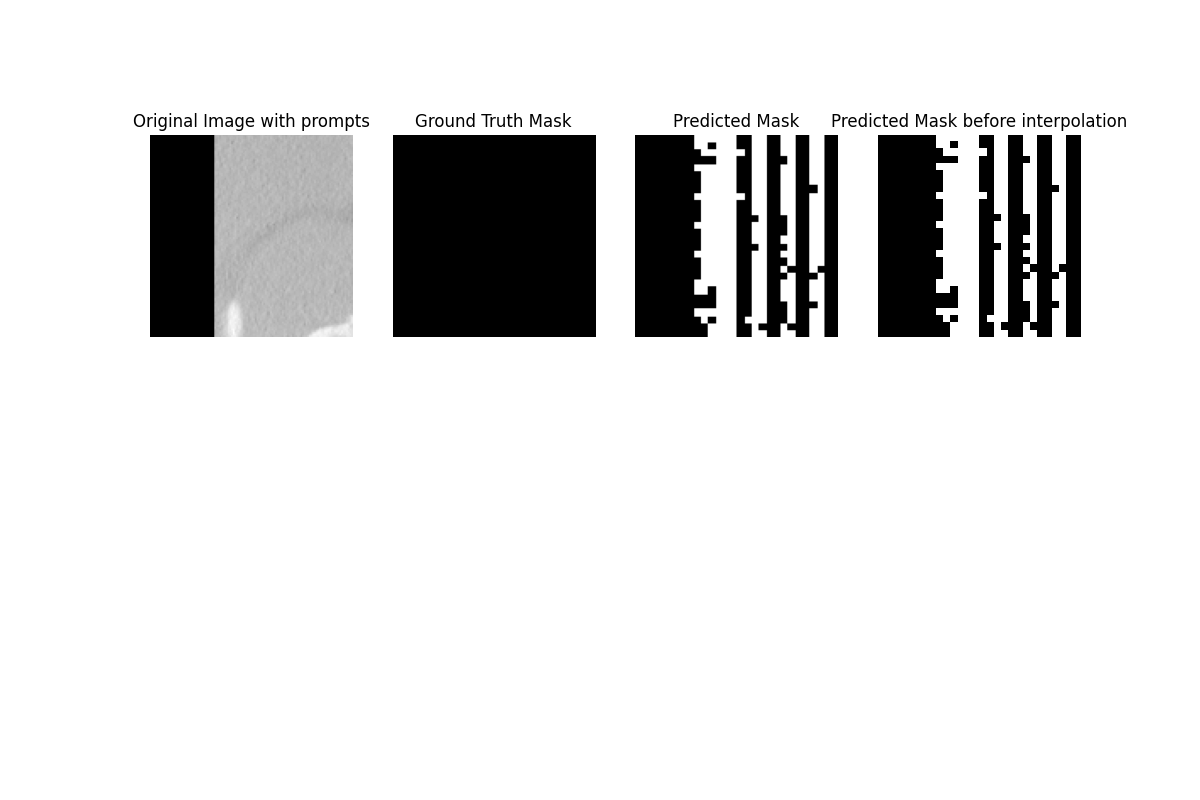 Original Image with prompts
Ground Truth Mask
Predicted Mask
Predicted Mask before interpolation